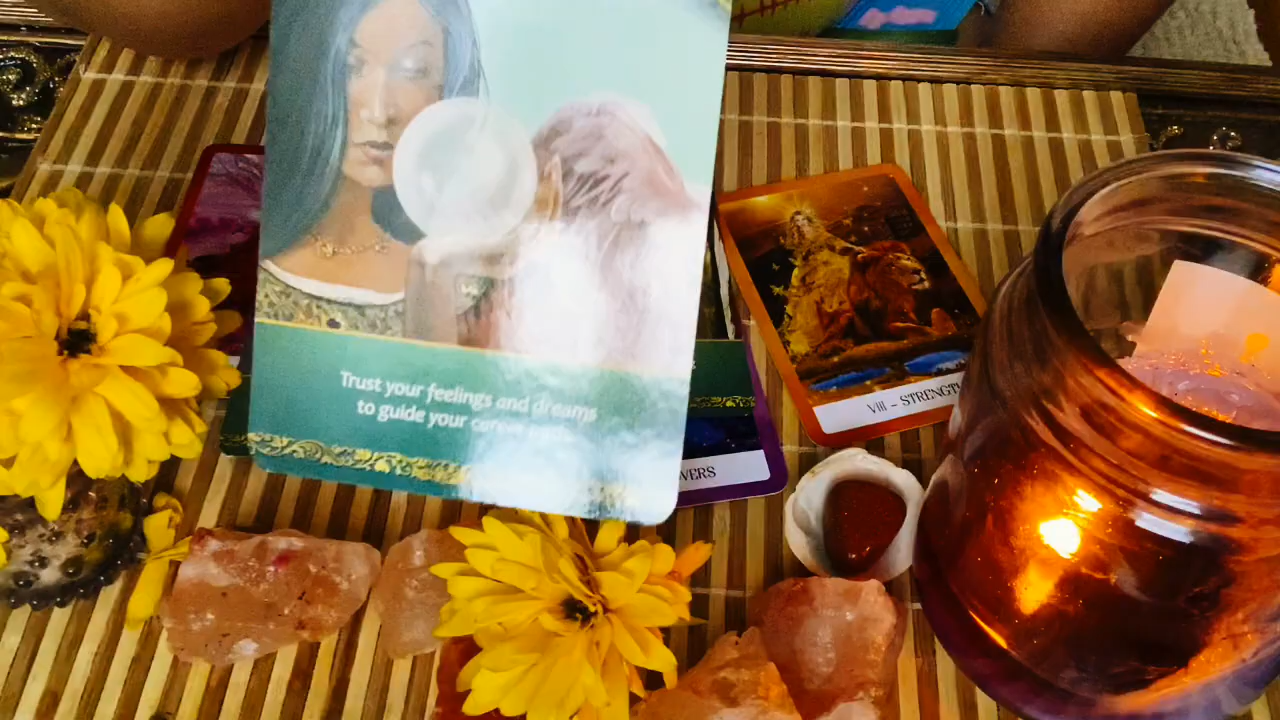 Trust your feelings and dreams
to guide your career
VIII – STRENGTH
VERS